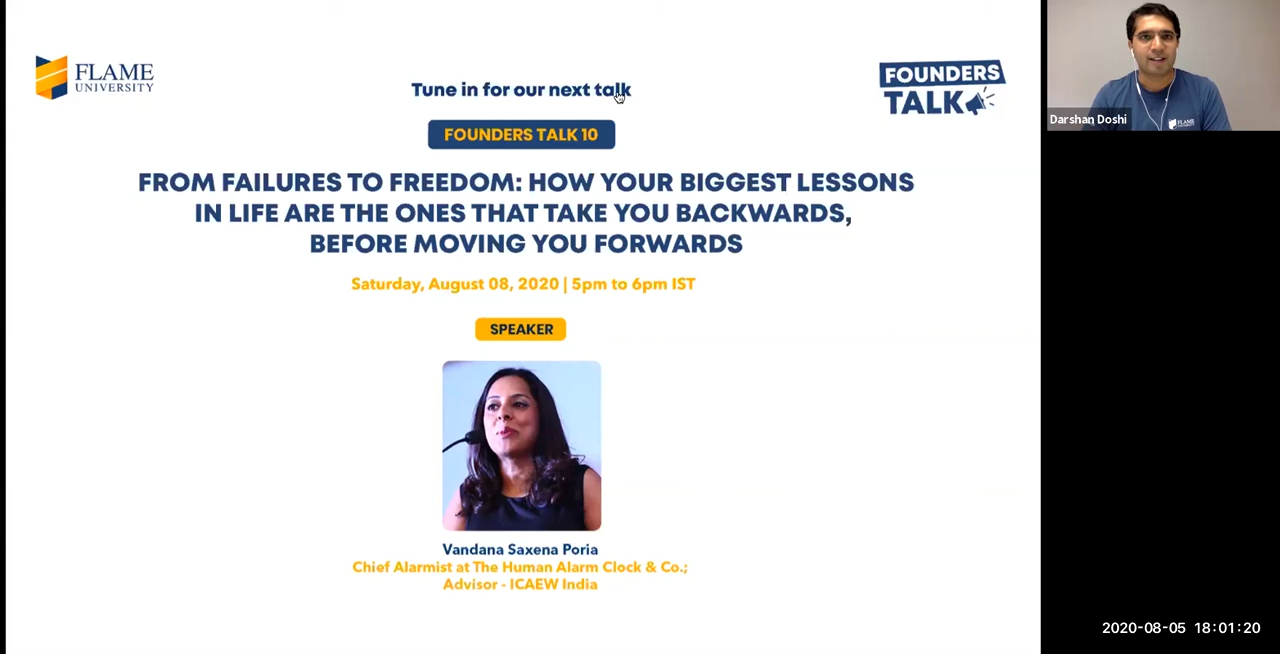 FLAME
UNIVERSITY
Tune in for our next talk
FOUNDERS
TALK
FOUNDERS TALK 10
FROM FAILURES TO FREEDOM: HOW YOUR BIGGEST LESSONS
IN LIFE ARE THE ONES THAT TAKE YOU BACKWARDS,
BEFORE MOVING YOU FORWARDS
Saturday, August 08, 2020 | 5pm to 6pm IST
SPEAKER
Vandana Saxena Poria
Chief Alarmist at The Human Alarm Clock & Co.;
Advisor - ICAEW India
Darshan Doshi
FLAME
2020-08-05 18:01:20